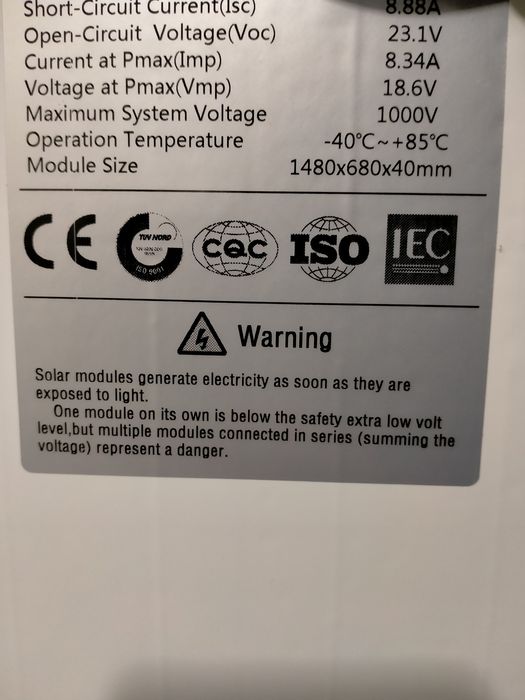 Short-Circuit Current(Isc) 8.88A
Open-Circuit Voltage(Voc) 23.1V
Current at Pmax(Imp) 8.34A
Voltage at Pmax(Vmp) 18.6V
Maximum System Voltage 1000V
Operation Temperature -40℃~+85℃
Module Size 1480x680x40mm
CE TUV NORD ISO 9001 CQC ISO IEC
Warning
Solar modules generate electricity as soon as they are
exposed to light.
One module on its own is below the safety extra low volt
level,but multiple modules connected in series (summing the
voltage) represent a danger.